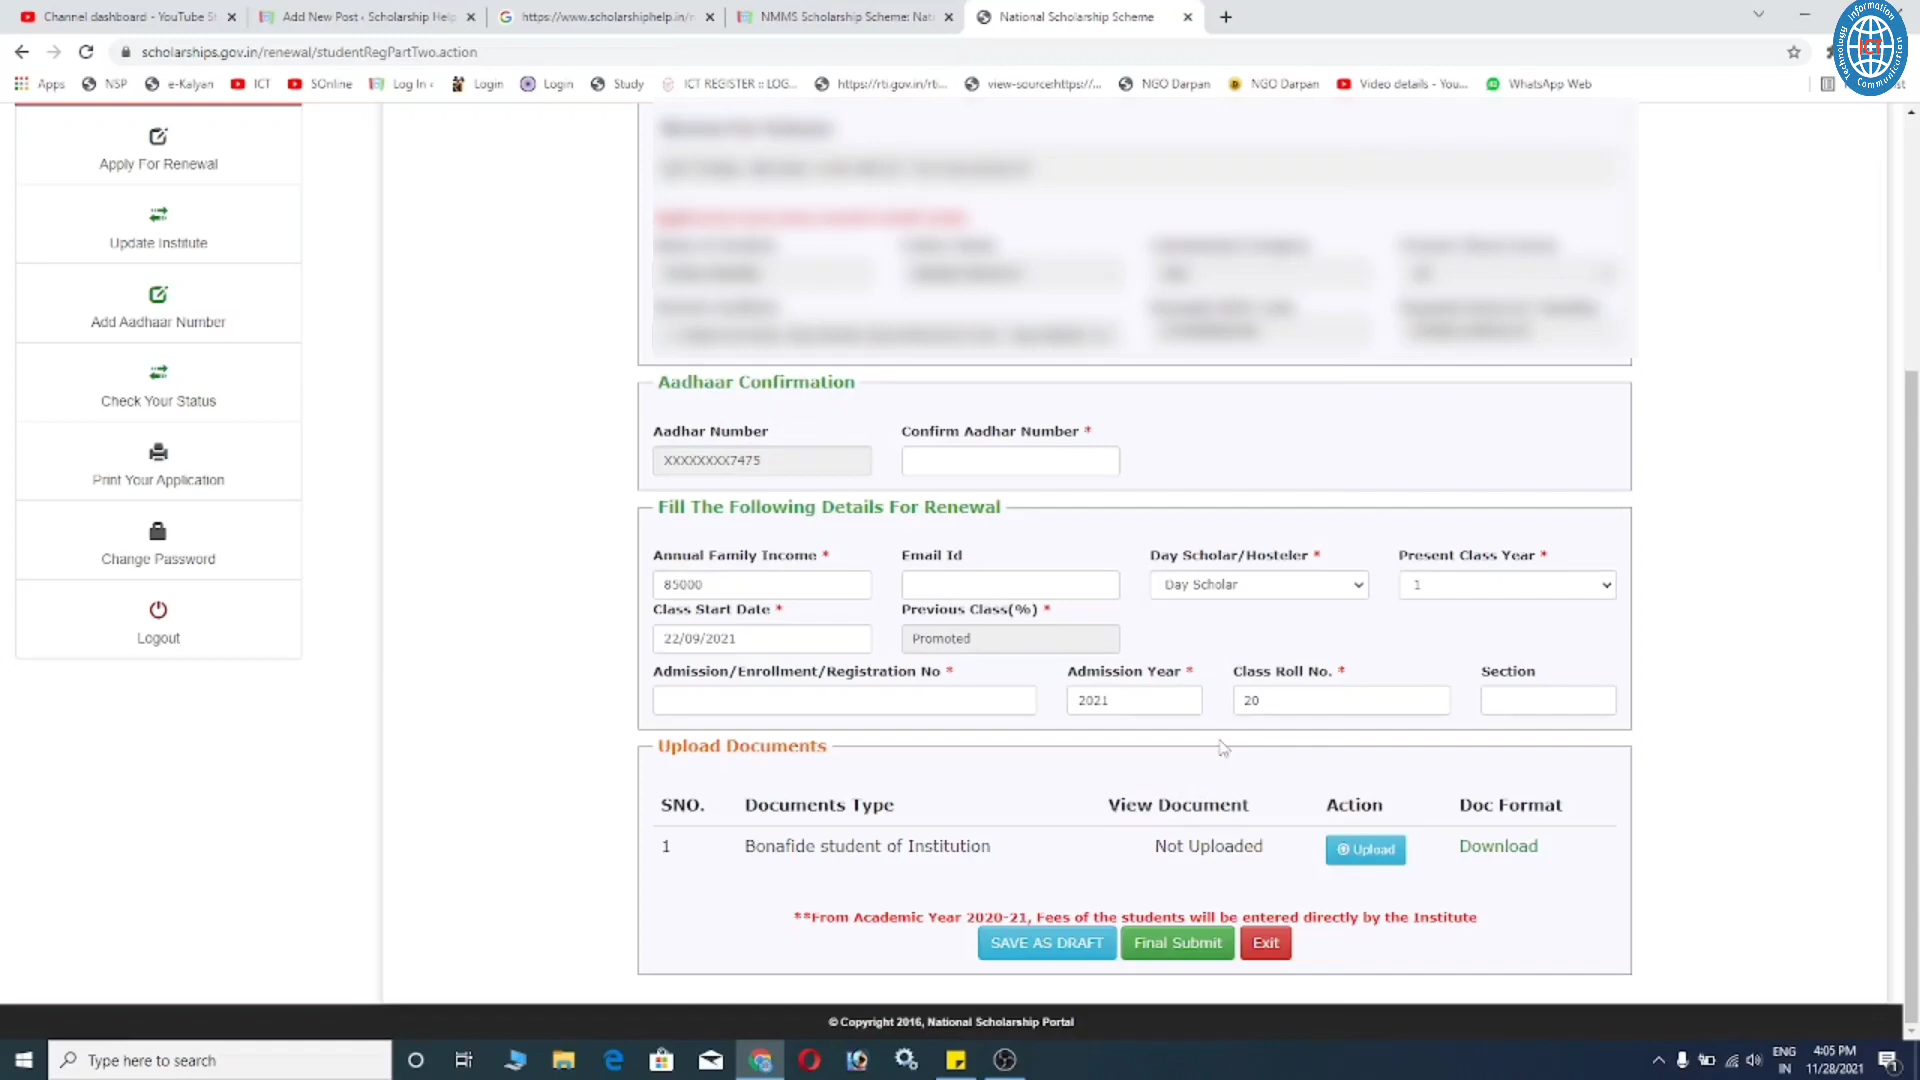 Channel dashboard - YouTube St
Add New Post ‹ Scholarship Help
https://www.scholarshiphelp.in/n
NMMS Scholarship Scheme: Nati
National Scholarship Scheme
scholarships.gov.in/renewal/studentRegPartTwo.action
Apps NSP e-Kalyan ICT SOnline Log In ‹ Login Login Study ICT REGISTER :: LOG... https://rti.gov.in/rti... view-source:https://... NGO Darpan NGO Darpan Video details - You... WhatsApp Web
Information
ICT
Technology
Communication
Apply For Renewal
Update Institute
Add Aadhaar Number
Check Your Status
Print Your Application
Change Password
Logout
Aadhaar Confirmation
Aadhar Number Confirm Aadhar Number *
XXXXXXXX7475
Fill The Following Details For Renewal
Annual Family Income * Email Id Day Scholar/Hosteler * Present Class Year *
85000 Day Scholar 1
Class Start Date * Previous Class(%) *
22/09/2021 Promoted
Admission/Enrollment/Registration No * Admission Year * Class Roll No. * Section
2021 20
Upload Documents
SNO. Documents Type View Document Action Doc Format
1 Bonafide student of Institution Not Uploaded Upload Download
**From Academic Year 2020-21, Fees of the students will be entered directly by the Institute
SAVE AS DRAFT Final Submit Exit
© Copyright 2016, National Scholarship Portal
Type here to search
ENG
IN
4:05 PM
11/28/2021
1